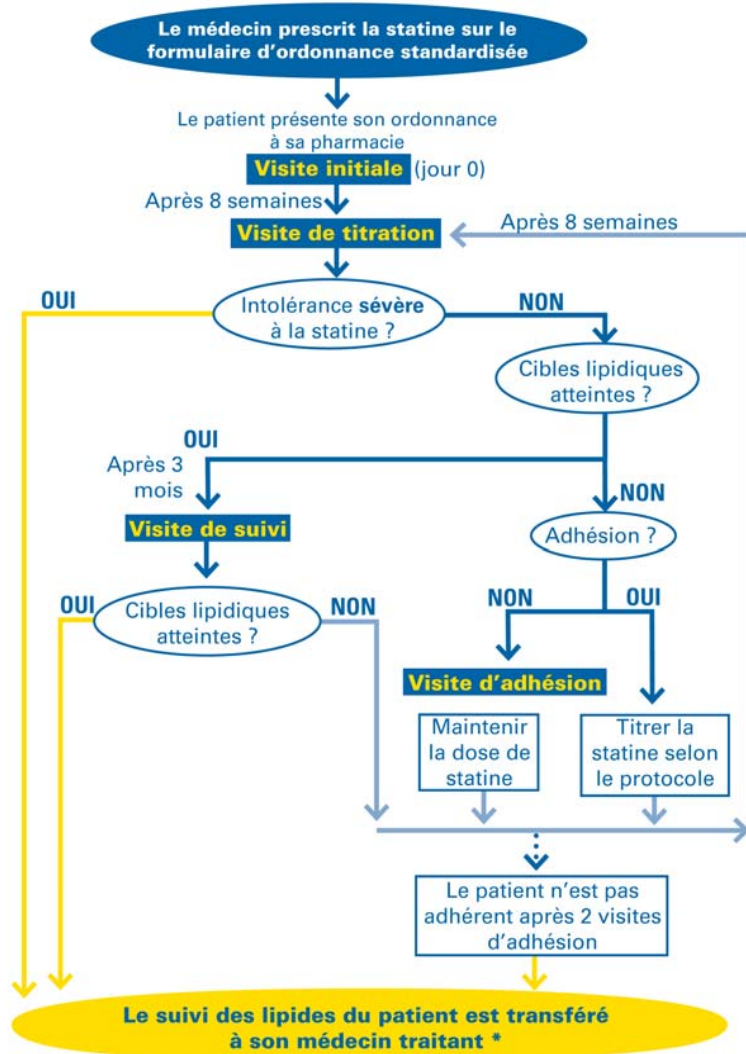 Le médecin prescrit la statine sur le
formulaire d'ordonnance standardisée
Le patient présente son ordonnance
à sa pharmacie
Visite initiale (jour 0)
Après 8 semaines
Visite de titration
Après 8 semaines
OUI
Intolérance sévère
à la statine ?
NON
Cibles lipidiques
atteintes ?
OUI
Après 3
mois
NON
Visite de suivi
Adhésion ?
OUI
Cibles lipidiques
atteintes ?
NON
NON
OUI
Visite d'adhésion
Maintenir
la dose de
statine
Titrer la
statine selon
le protocole
Le patient n'est pas
adhérent après 2 visites
d'adhésion
Le suivi des lipides du patient est transféré
à son médecin traitant *